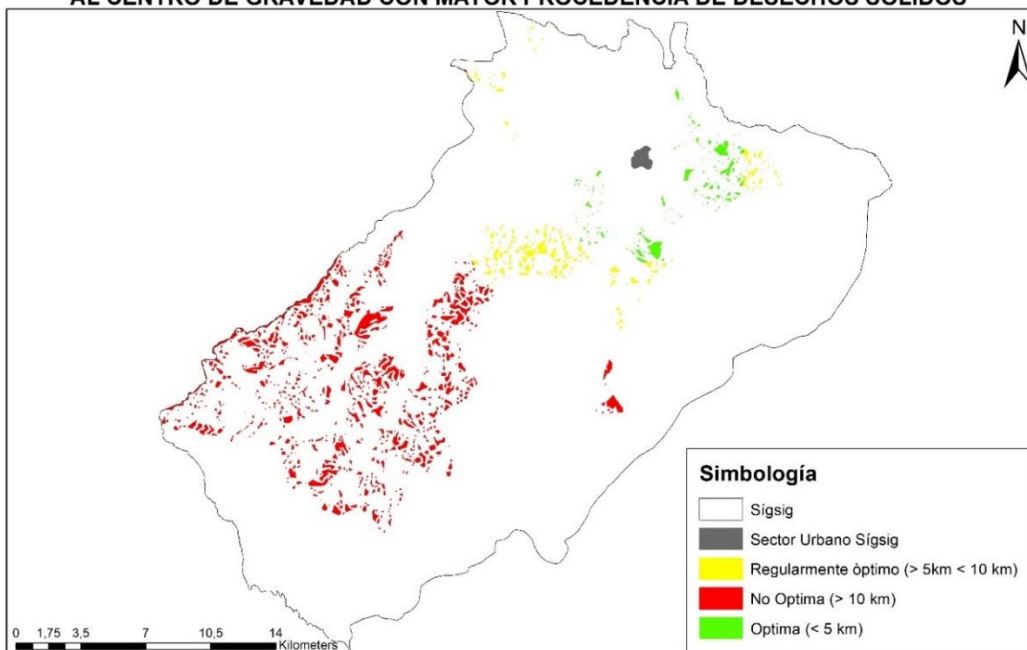 AL CENTRO DE GRAVEDAD CON MAYOR PROCEDENCIA DE DESECHOS SÓLIDOS
N
Simbología
Sígsig
Sector Urbano Sígsig
Regularmente òptimo (> 5km < 10 km)
No Optima (> 10 km)
Optima (< 5 km)
0 1,75 3,5 7 10,5 14
Kilometers